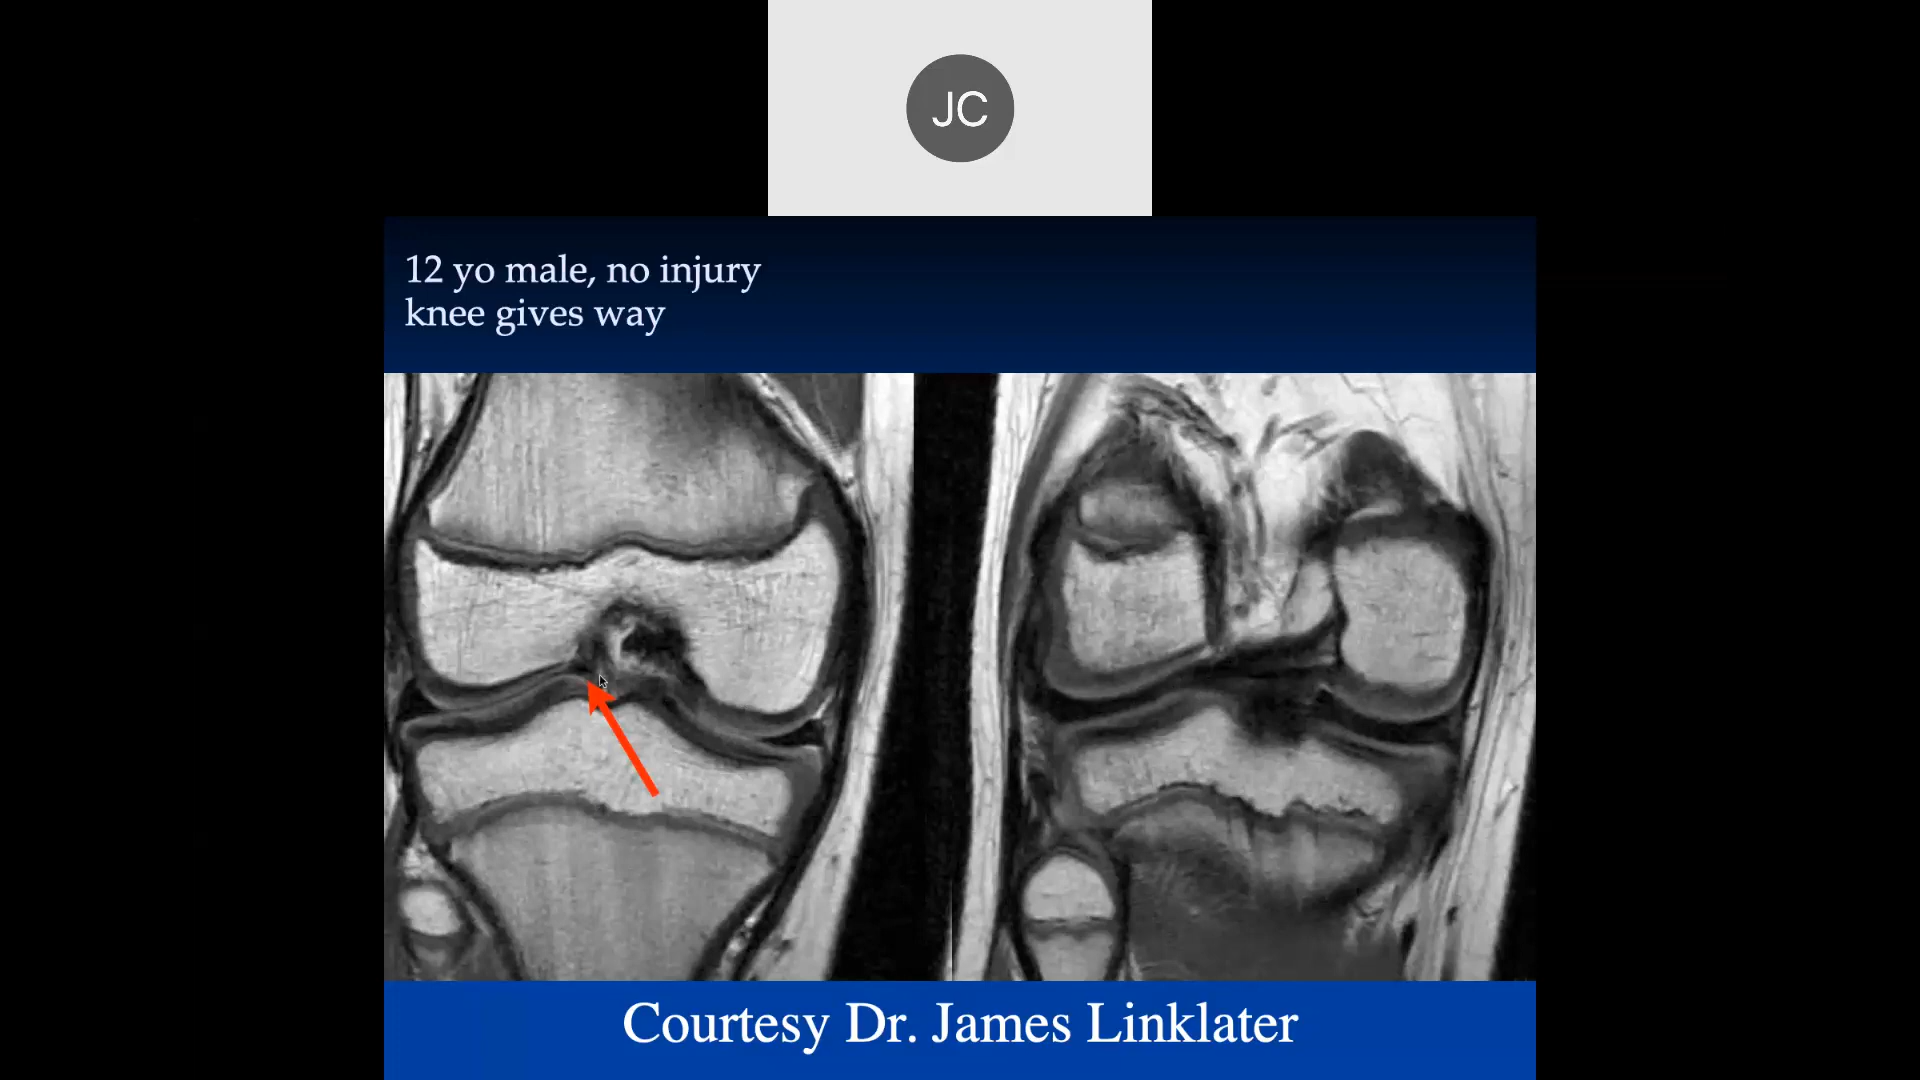 JC
12 yo male, no injury
knee gives way
Courtesy Dr. James Linklater